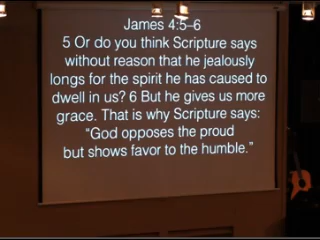 James 4:5–6
5 Or do you think Scripture says
without reason that he jealously
longs for the spirit he has caused to
dwell in us? 6 But he gives us more
grace. That is why Scripture says:
“God opposes the proud
but shows favor to the humble.”